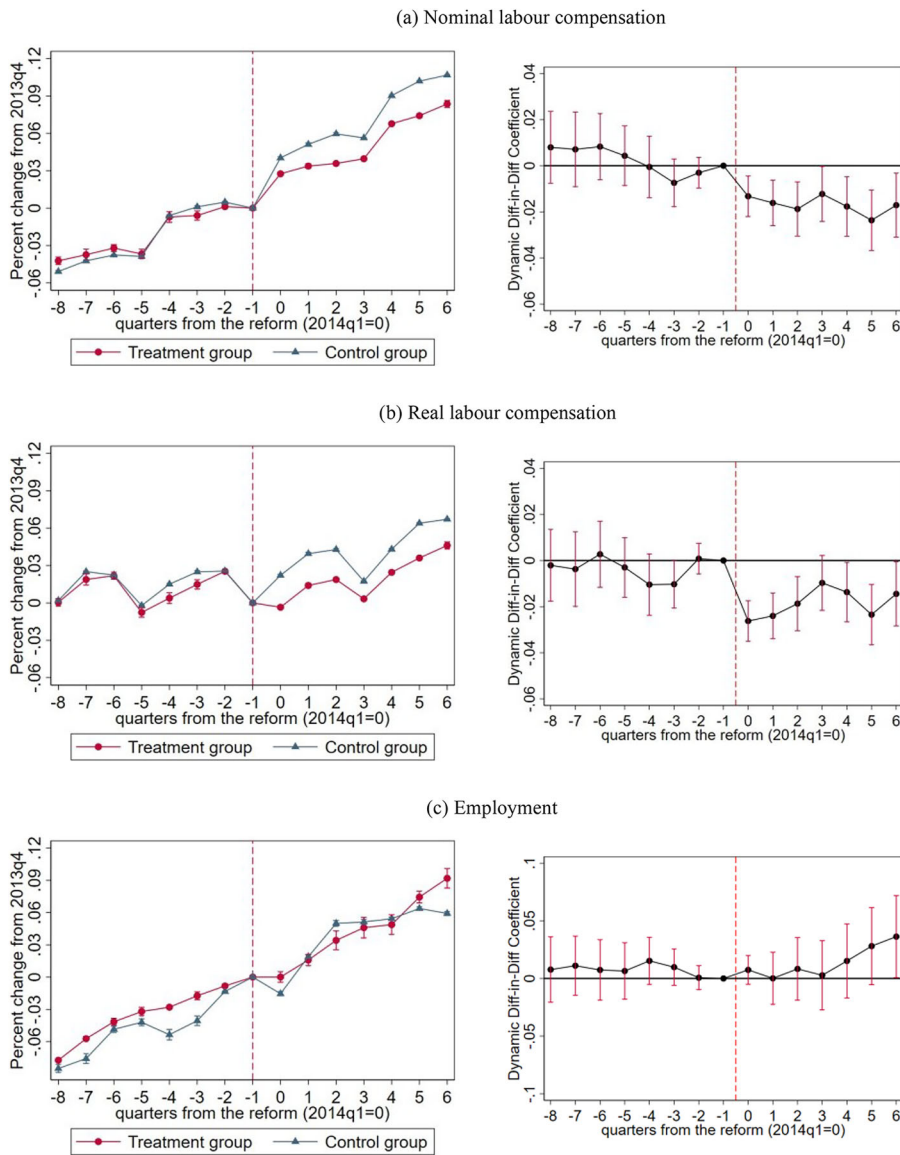 (a) Nominal labour compensation
Percent change from 2013q4
.12
.09
.06
.03
0
-.03
-.06
-8 -7 -6 -5 -4 -3 -2 -1 0 1 2 3 4 5 6
quarters from the reform (2014q1=0)
Treatment group Control group
Dynamic Diff-in-Diff Coefficient
.04
.02
0
-.02
-.04
-.06
-8 -7 -6 -5 -4 -3 -2 -1 0 1 2 3 4 5 6
quarters from the reform (2014q1=0)
(b) Real labour compensation
Percent change from 2013q4
.12
.09
.06
.03
0
-.03
-.06
-8 -7 -6 -5 -4 -3 -2 -1 0 1 2 3 4 5 6
quarters from the reform (2014q1=0)
Treatment group Control group
Dynamic Diff-in-Diff Coefficient
.04
.02
0
-.02
-.04
-.06
-8 -7 -6 -5 -4 -3 -2 -1 0 1 2 3 4 5 6
quarters from the reform (2014q1=0)
(c) Employment
Percent change from 2013q4
.12
.09
.06
.03
0
-.03
-.06
-8 -7 -6 -5 -4 -3 -2 -1 0 1 2 3 4 5 6
quarters from the reform (2014q1=0)
Treatment group Control group
Dynamic Diff-in-Diff Coefficient
.1
.05
0
-.05
-.1
-8 -7 -6 -5 -4 -3 -2 -1 0 1 2 3 4 5 6
quarters from the reform (2014q1=0)